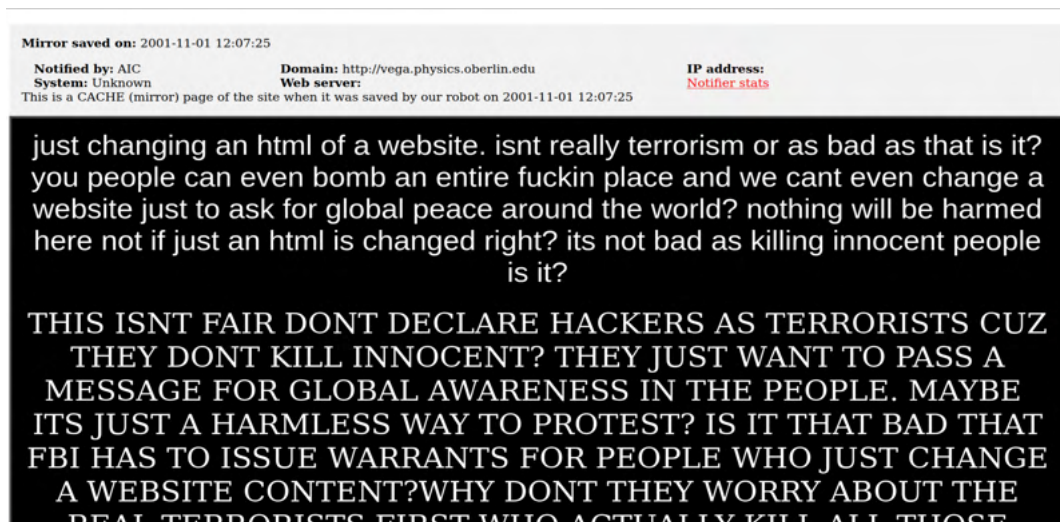 Mirror saved on: 2001-11-01 12:07:25
Notified by: AIC Domain: http://vega.physics.oberlin.edu IP address:
System: Unknown Web server: Notifier stats
This is a CACHE (mirror) page of the site when it was saved by our robot on 2001-11-01 12:07:25
just changing an html of a website. isnt really terrorism or as bad as that is it?
you people can even bomb an entire fuckin place and we cant even change a
website just to ask for global peace around the world? nothing will be harmed
here not if just an html is changed right? its not bad as killing innocent people
is it?
THIS ISNT FAIR DONT DECLARE HACKERS AS TERRORISTS CUZ
THEY DONT KILL INNOCENT? THEY JUST WANT TO PASS A
MESSAGE FOR GLOBAL AWARENESS IN THE PEOPLE. MAYBE
ITS JUST A HARMLESS WAY TO PROTEST? IS IT THAT BAD THAT
FBI HAS TO ISSUE WARRANTS FOR PEOPLE WHO JUST CHANGE
A WEBSITE CONTENT?WHY DONT THEY WORRY ABOUT THE
REAL TERRORISTS FIRST WHO ACTUALLY KILL ALL THOSE